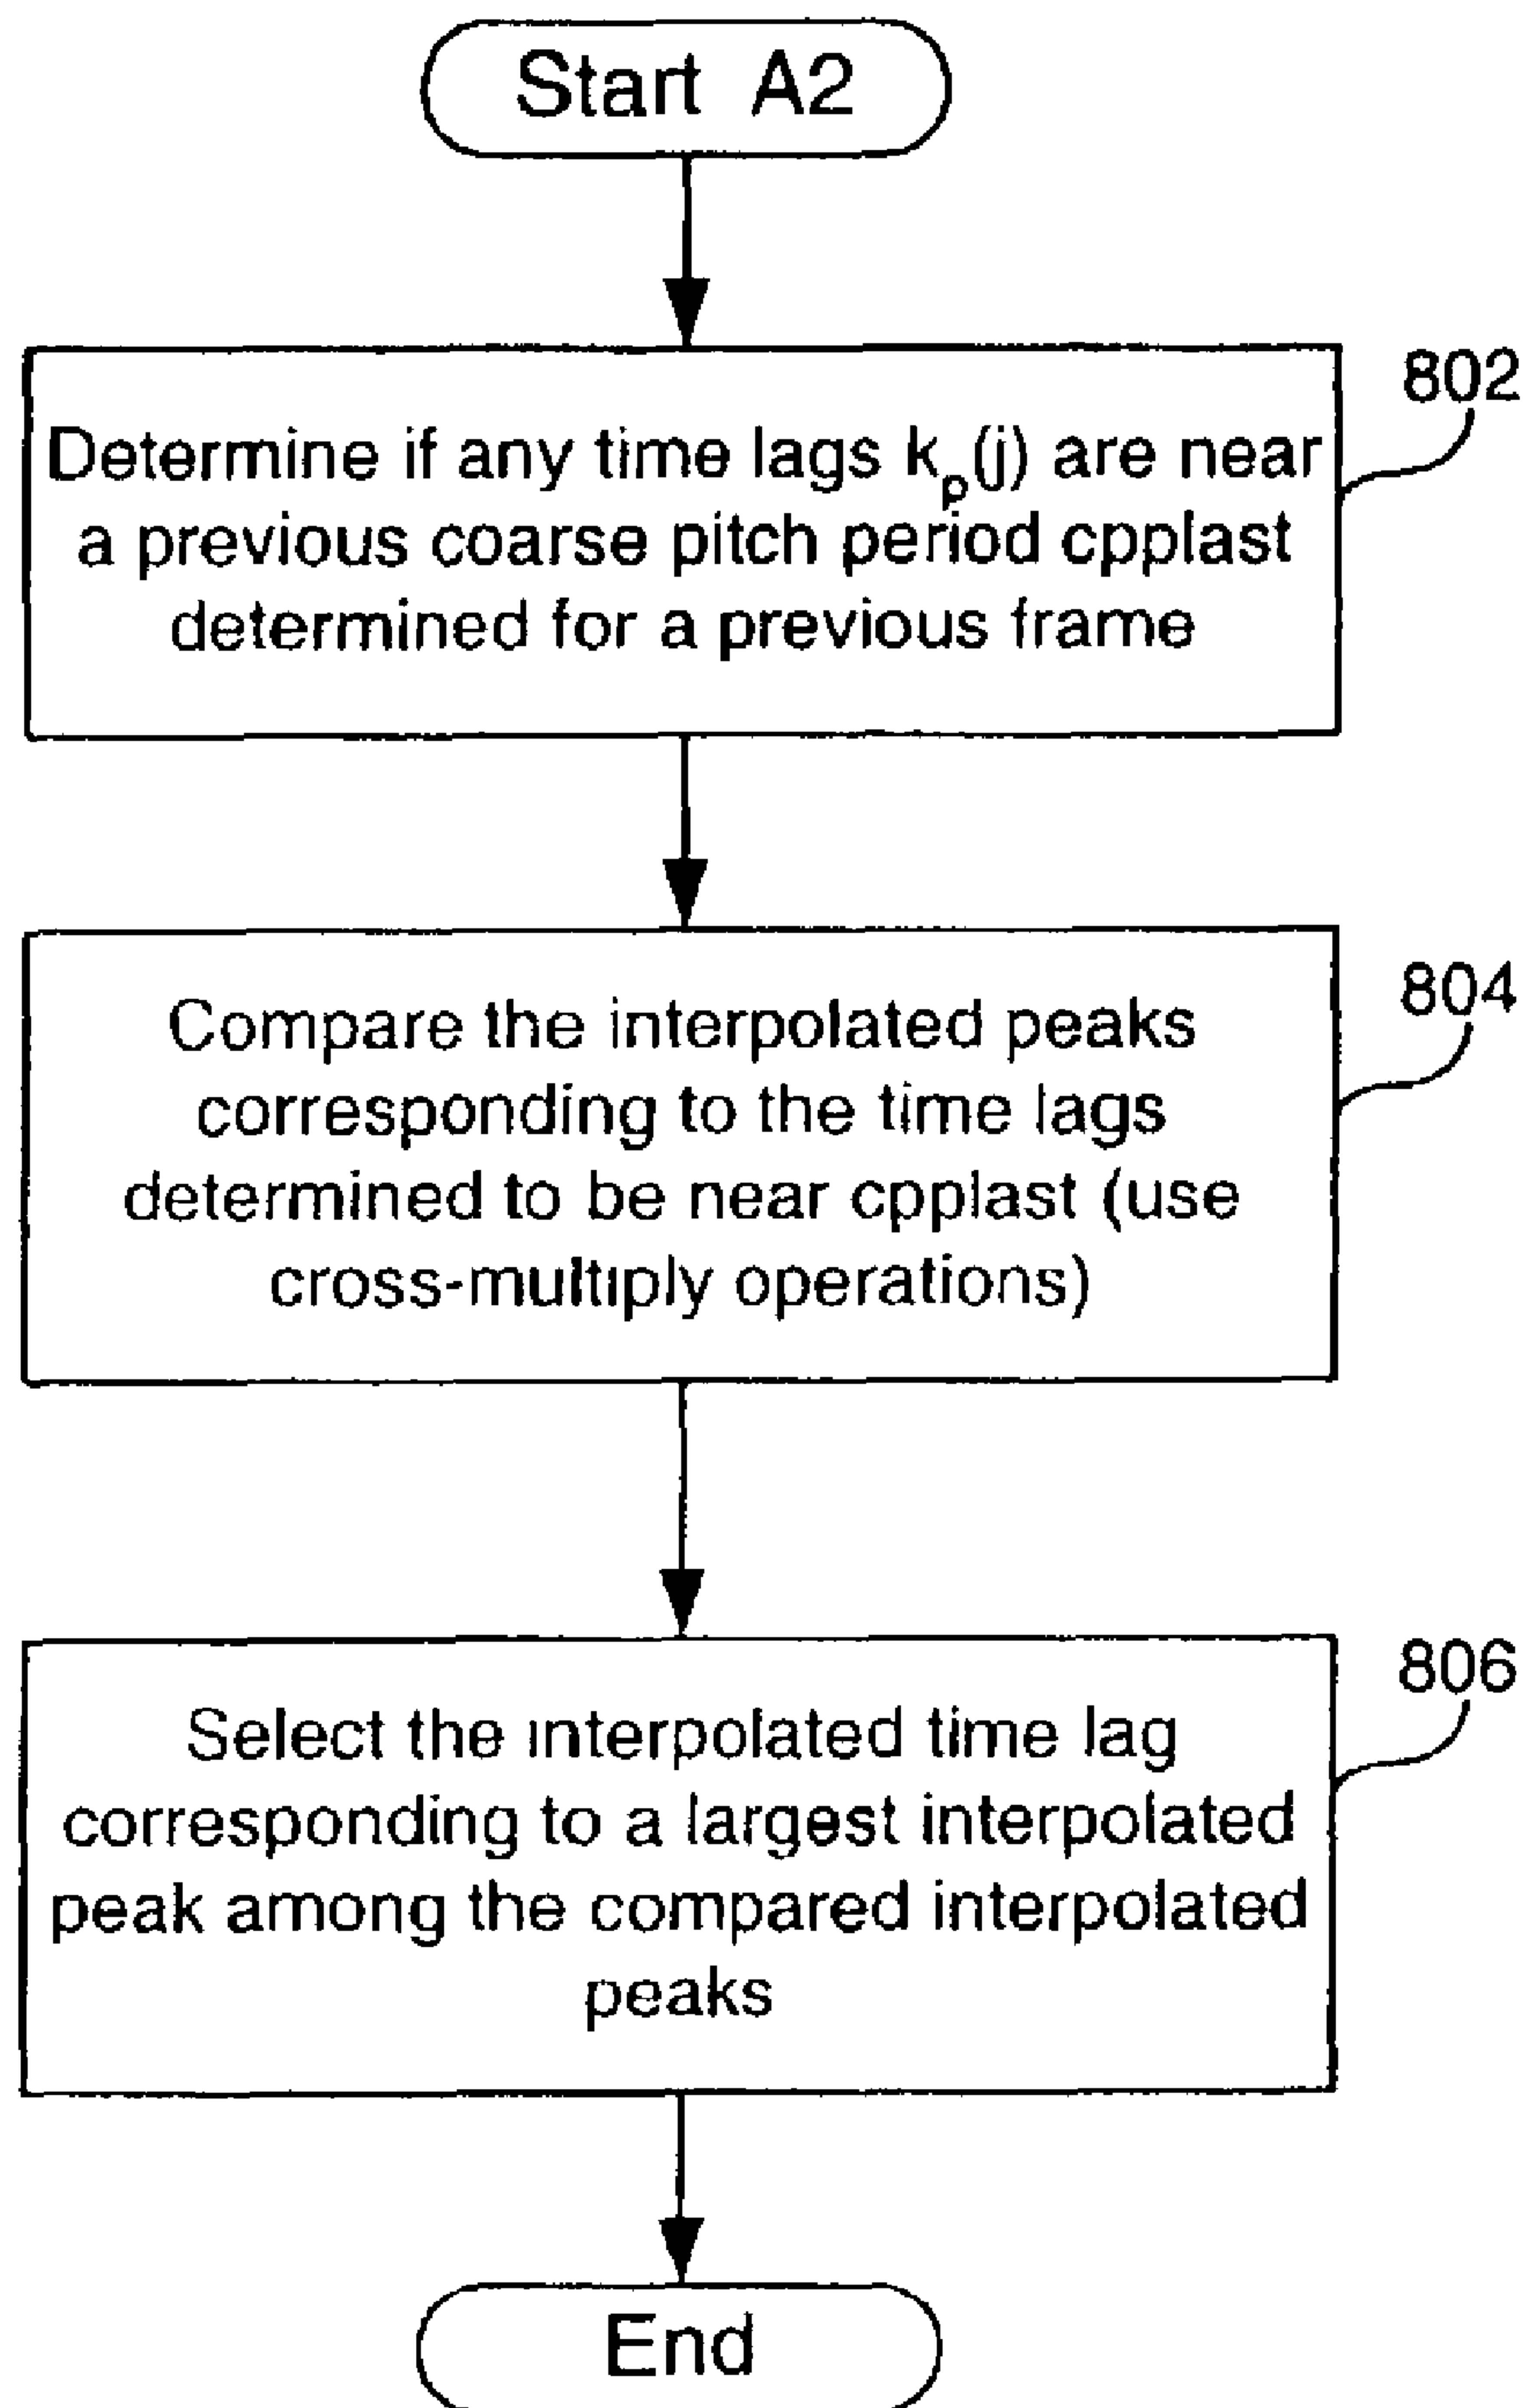 Start A2
802
Determine if any time lags kp(j) are near
a previous coarse pitch period cpplast
determined for a previous frame
804
Compare the interpolated peaks
corresponding to the time lags
determined to be near cpplast (use
cross-multiply operations)
806
Select the interpolated time lag
corresponding to a largest interpolated
peak among the compared interpolated
peaks
End